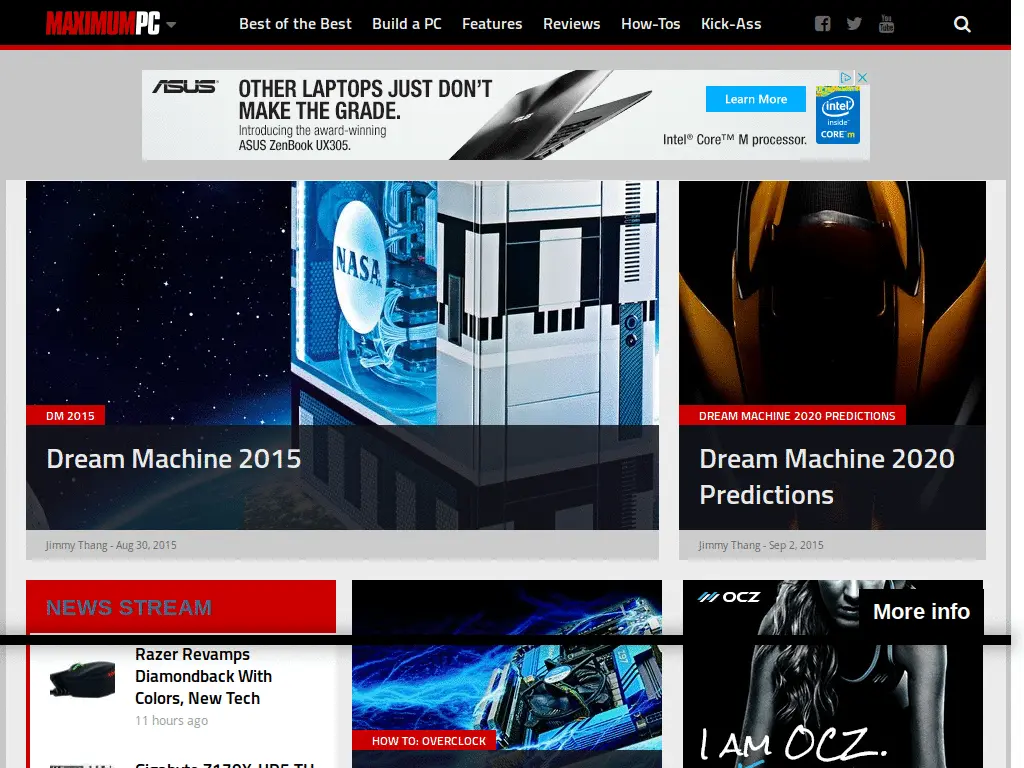 MAXIMUMPC
Best of the Best
Build a PC
Features
Reviews
How-Tos
Kick-Ass
You
Tube
ASUS
OTHER LAPTOPS JUST DON'T
MAKE THE GRADE.
Introducing the award-winning
ASUS ZenBook UX305.
Learn More
Intel® Core™ M processor.
intel
inside
CORE m
NASA
DM 2015
Dream Machine 2015
Jimmy Thang - Aug 30, 2015
DREAM MACHINE 2020 PREDICTIONS
Dream Machine 2020
Predictions
Jimmy Thang - Sep 2, 2015
NEWS STREAM
Razer Revamps
Diamondback With
Colors, New Tech
11 hours ago
Z97
HOW TO: OVERCLOCK
OCZ
More info
I AM OCZ.